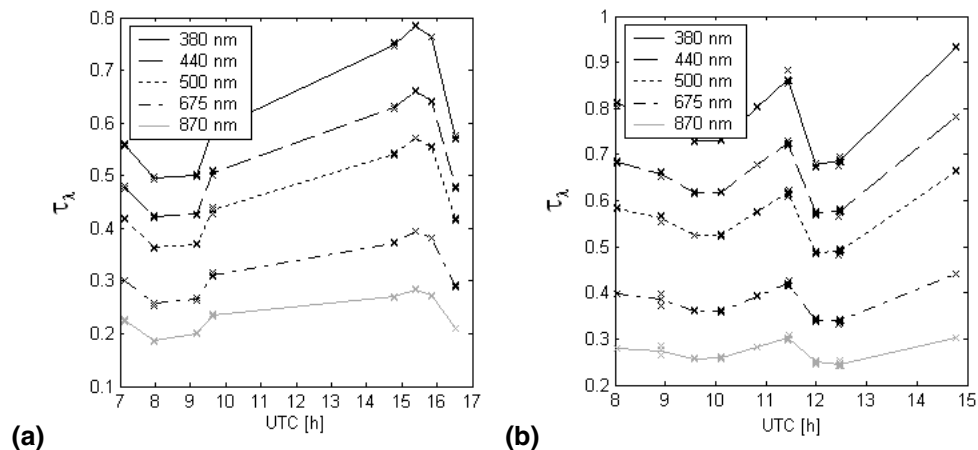 0.8
0.7
0.6
0.5
0.4
0.3
0.2
0.1
τλ
380 nm
440 nm
500 nm
675 nm
870 nm
7 8 9 10 11 12 13 14 15 16 17
UTC [h]
(a)
1
0.9
0.8
0.7
0.6
0.5
0.4
0.3
0.2
τλ
380 nm
440 nm
500 nm
675 nm
870 nm
8 9 10 11 12 13 14 15
UTC [h]
(b)